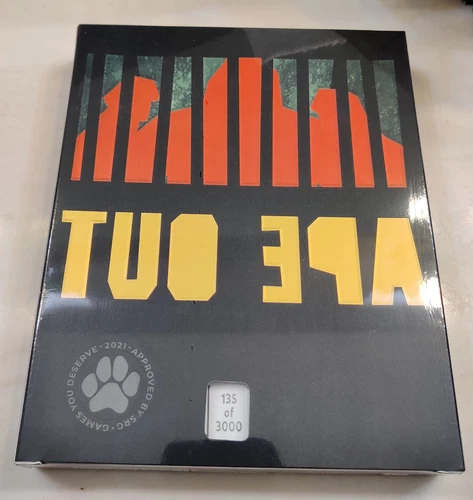 APE OUT
GAMES YOU DESERVE • 2021 • APPROVED BY SRG •
135
of
3000